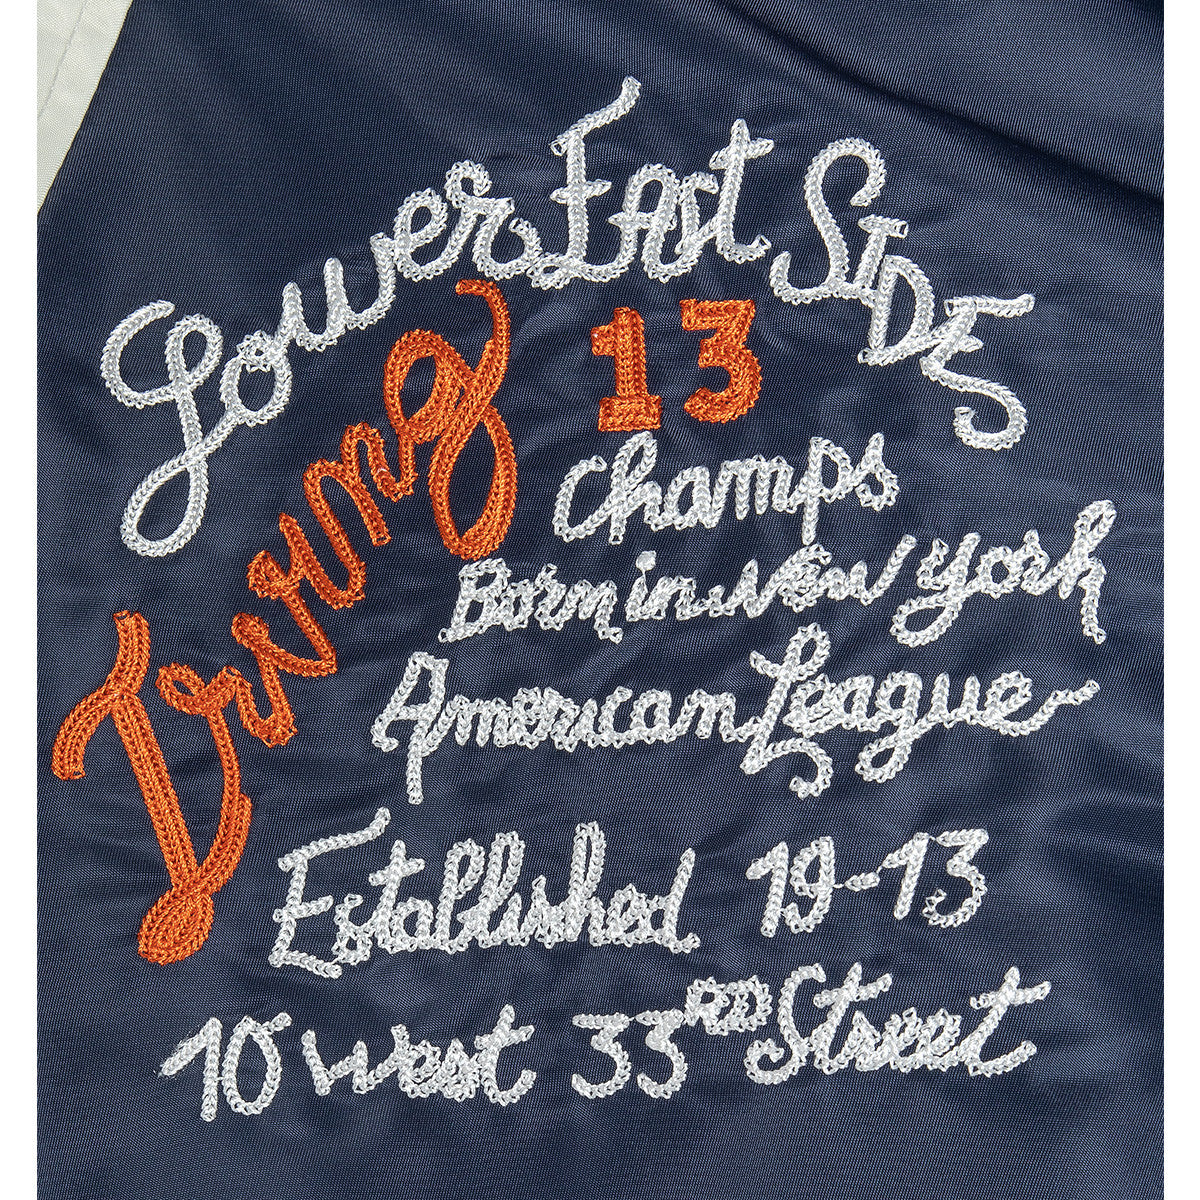 Lower East SIDE
Irving 13
Champs
Born in New York
American League
Established 19-13
10 West 33RD Street